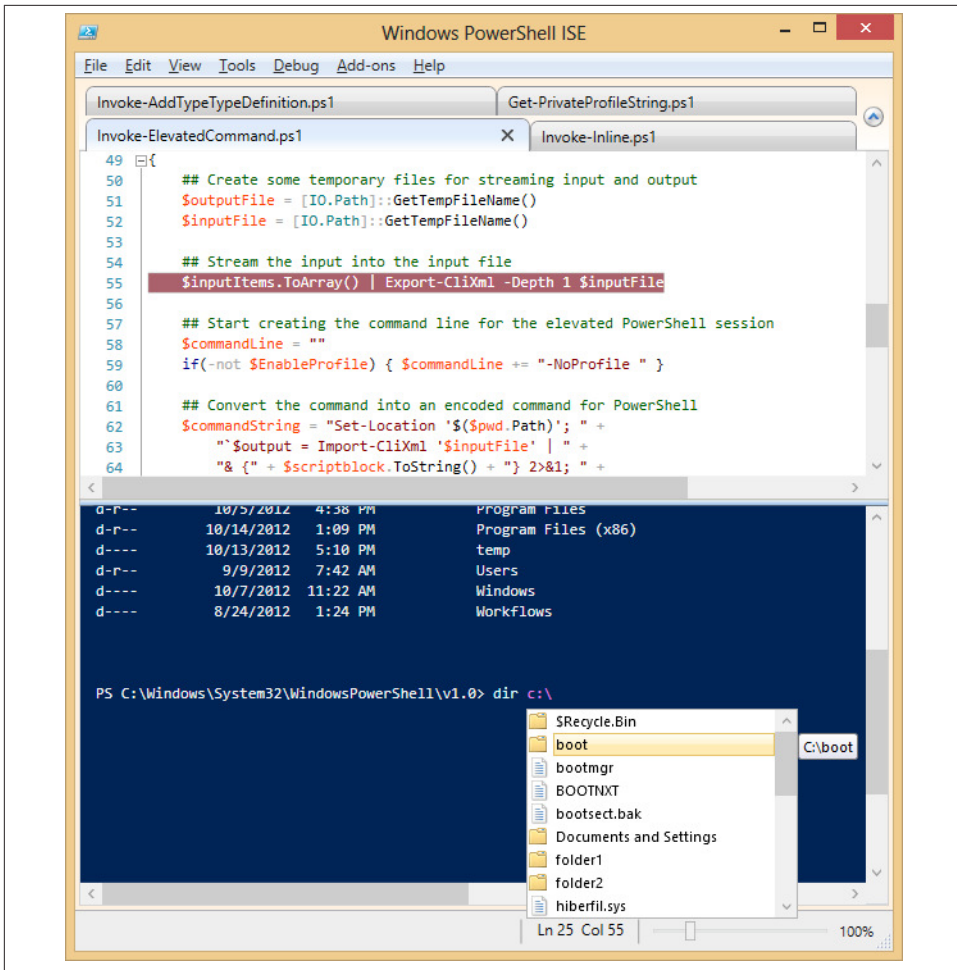 Windows PowerShell ISE
File Edit View Tools Debug Add-ons Help
Invoke-AddTypeTypeDefinition.ps1 Get-PrivateProfileString.ps1
Invoke-ElevatedCommand.ps1 Invoke-Inline.ps1
49 {
50 ## Create some temporary files for streaming input and output
51 $outputFile = [IO.Path]::GetTempFileName()
52 $inputFile = [IO.Path]::GetTempFileName()
53
54 ## Stream the input into the input file
55 $inputItems.ToArray() | Export-CliXml -Depth 1 $inputFile
56
57 ## Start creating the command line for the elevated PowerShell session
58 $commandLine = ""
59 if(-not $EnableProfile) { $commandLine += "-NoProfile " }
60
61 ## Convert the command into an encoded command for PowerShell
62 $commandString = "Set-Location '$($pwd.Path)'; " +
63 "`$output = Import-CliXml '$inputFile' | " +
64 "& {" + $scriptblock.ToString() + "} 2>&1; " +
d-r-- 10/5/2012 4:38 PM Program Files
d-r-- 10/14/2012 1:09 PM Program Files (x86)
d---- 10/13/2012 5:10 PM temp
d-r-- 9/9/2012 7:42 AM Users
d---- 10/7/2012 11:22 AM Windows
d---- 8/24/2012 1:24 PM Workflows
PS C:\Windows\System32\WindowsPowerShell\v1.0> dir c:\
$Recycle.Bin
boot C:\boot
bootmgr
BOOTNXT
bootsect.bak
Documents and Settings
folder1
folder2
hiberfil.sys
Ln 25 Col 55 100%